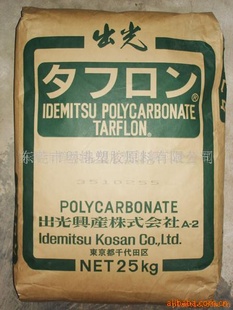 出光
タフロン®
IDEMITSU POLYCARBONATE
TARFLON®
POLYCARBONATE
出光興産株式会社 A-2
Idemitsu Kosan Co., Ltd.
東京都千代田区
NET 25kg